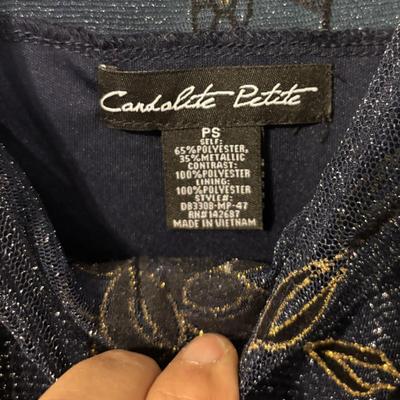 Candalite Petite
PS
SELF:
65%POLYESTER,
35%METALLIC
CONTRAST:
100%POLYESTER
LINING:
100%POLYESTER
STYLE#:
DB3308-MP-47
RN#142687
MADE IN VIETNAM